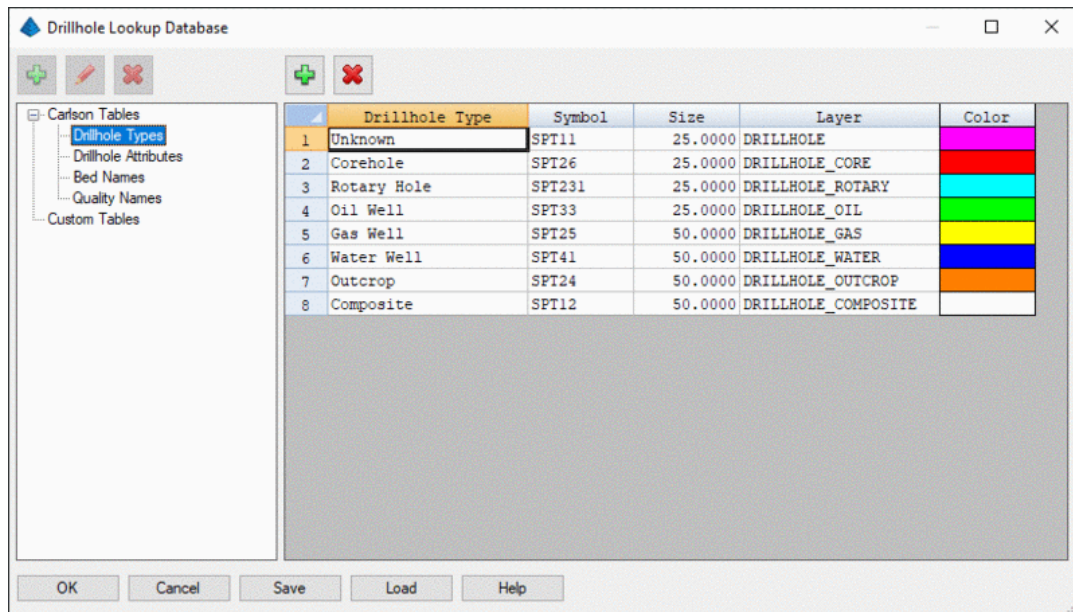 Drillhole Lookup Database
Carlson Tables
Drillhole Types
Drillhole Attributes
Bed Names
Quality Names
Custom Tables
Drillhole Type Symbol Size Layer Color
1 Unknown SPT11 25.0000 DRILLHOLE
2 Corehole SPT26 25.0000 DRILLHOLE_CORE
3 Rotary Hole SPT231 25.0000 DRILLHOLE_ROTARY
4 Oil Well SPT33 25.0000 DRILLHOLE_OIL
5 Gas Well SPT25 50.0000 DRILLHOLE_GAS
6 Water Well SPT41 50.0000 DRILLHOLE_WATER
7 Outcrop SPT24 50.0000 DRILLHOLE_OUTCROP
8 Composite SPT12 50.0000 DRILLHOLE_COMPOSITE
OK Cancel Save Load Help